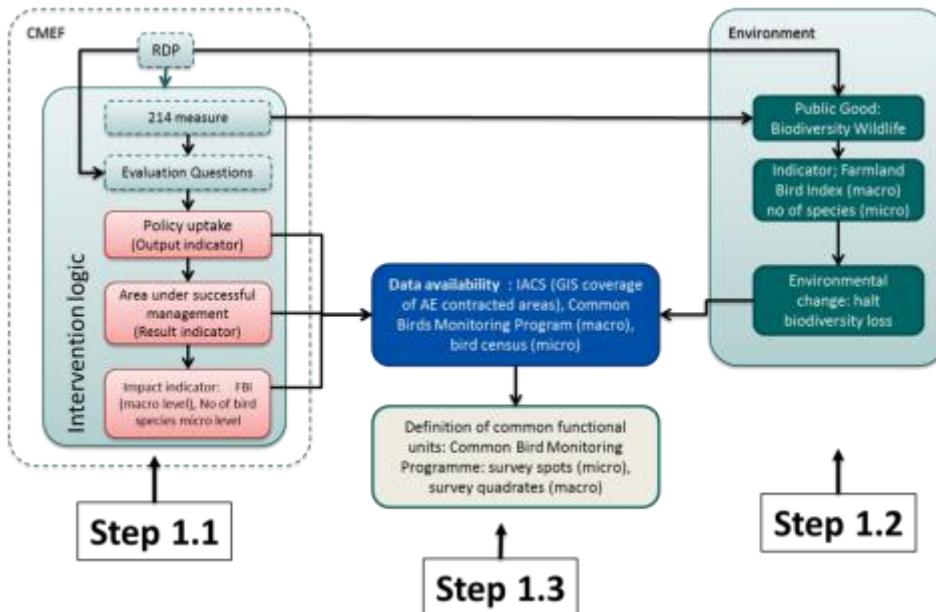 CMEF
RDP
214 measure
Evaluation Questions
Policy uptake
(Output indicator)
Area under successful
management
(Result indicator)
Impact indicator: FBI
(macro level), No of bird
species micro level
Intervention logic
Step 1.1
Data availability : IACS (GIS coverage
of AE contracted areas), Common
Birds Monitoring Program (macro),
bird census (micro)
Definition of common functional
units: Common Bird Monitoring
Programme: survey spots (micro),
survey quadrates (macro)
Step 1.3
Environment
Public Good:
Biodiversity Wildlife
Indicator; Farmland
Bird Index (macro)
no of species (micro)
Environmental
change: halt
biodiversity loss
Step 1.2